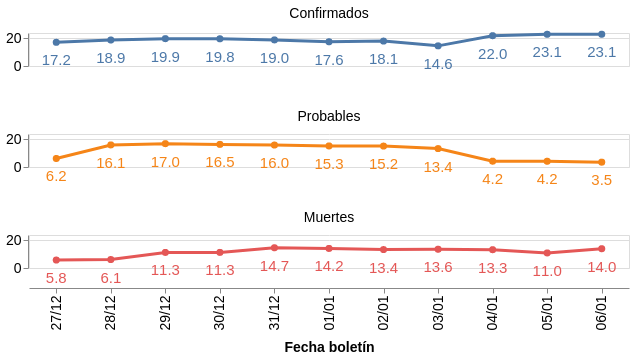 Confirmados
20
0
17.2 18.9 19.9 19.8 19.0 17.6 18.1 14.6 22.0 23.1 23.1
Probables
20
0
6.2 16.1 17.0 16.5 16.0 15.3 15.2 13.4 4.2 4.2 3.5
Muertes
20
0
5.8 6.1 11.3 11.3 14.7 14.2 13.4 13.6 13.3 11.0 14.0
27/12 28/12 29/12 30/12 31/12 01/01 02/01 03/01 04/01 05/01 06/01
Fecha boletín